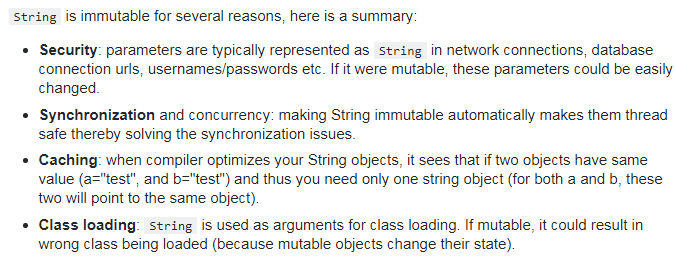 String is immutable for several reasons, here is a summary:
• Security: parameters are typically represented as String in network connections, database
connection urls, usernames/passwords etc. If it were mutable, these parameters could be easily
changed.
• Synchronization and concurrency: making String immutable automatically makes them thread
safe thereby solving the synchronization issues.
• Caching: when compiler optimizes your String objects, it sees that if two objects have same
value (a="test", and b="test") and thus you need only one string object (for both a and b, these
two will point to the same object).
• Class loading: String is used as arguments for class loading. If mutable, it could result in
wrong class being loaded (because mutable objects change their state).